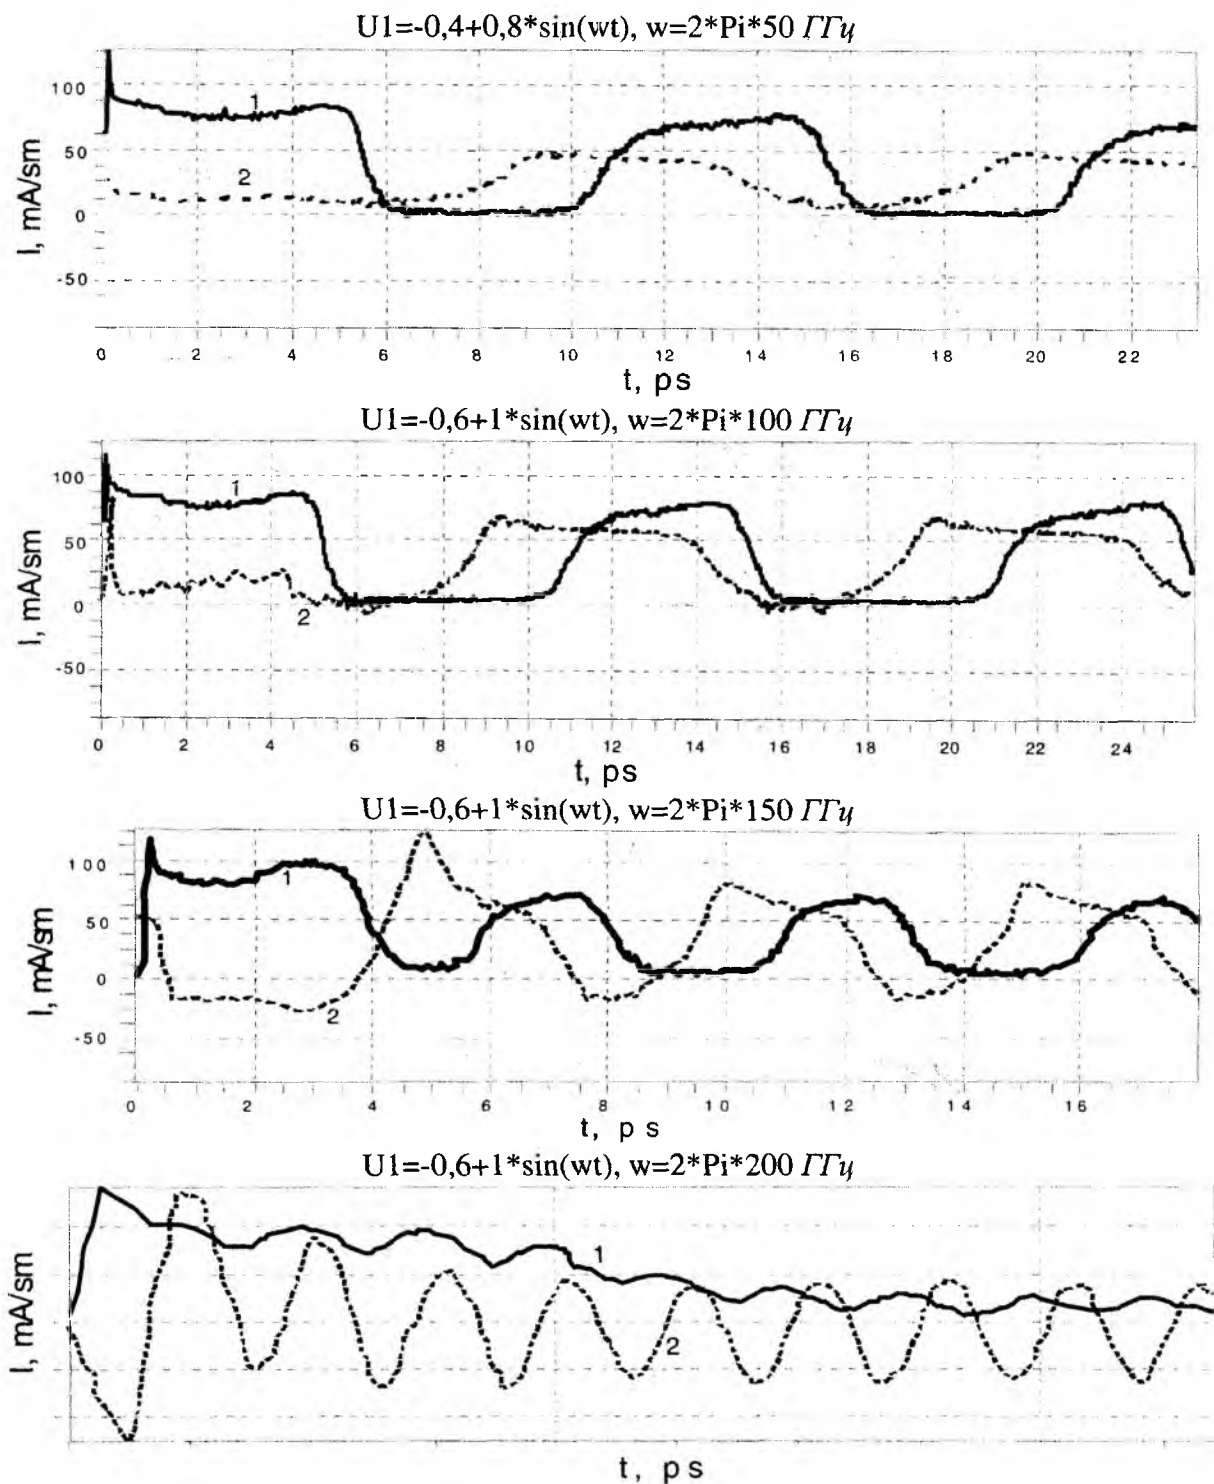 U1=-0,4+0,8*sin(wt), w=2*Pi*50 ГГц
100
50
0
-50
I, mA/sm
1
2
0 2 4 6 8 10 12 14 16 18 20 22
t, ps
U1=-0,6+1*sin(wt), w=2*Pi*100 ГГц
100
50
0
-50
I, mA/sm
1
2
0 2 4 6 8 10 12 14 16 18 20 22 24
t, ps
U1=-0,6+1*sin(wt), w=2*Pi*150 ГГц
100
50
0
-50
I, mA/sm
1
2
0 2 4 6 8 10 12 14 16
t, ps
U1=-0,6+1*sin(wt), w=2*Pi*200 ГГц
I, mA/sm
1
2
t, ps